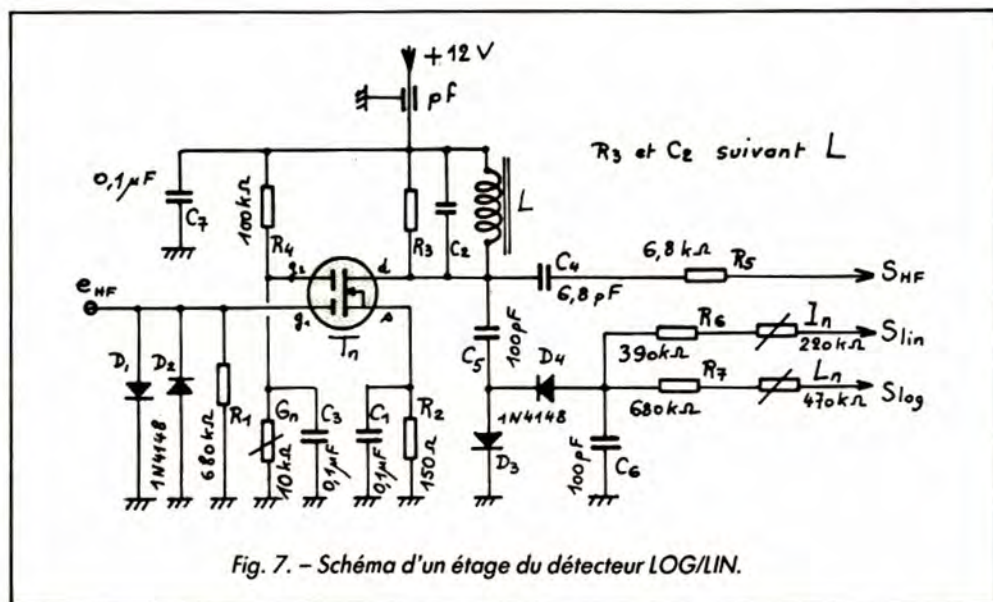 +12V
pf
R3 et C2 suivant L
0,1µF
C7
100kΩ
R4
R3
C2
L
g2
d
g1
s
Tn
eHF
C4
6,8pF
6,8kΩ
R5
SHF
C5
100pF
D4
1N4148
D3
390kΩ
R6
In
220kΩ
Slin
680kΩ
R7
Ln
470kΩ
Slog
100pF
C6
D1
D2
1N4148
R1
680kΩ
Gn
10kΩ
C3
0,1µF
C1
0,1µF
R2
150Ω
Fig. 7. – Schéma d'un étage du détecteur LOG/LIN.